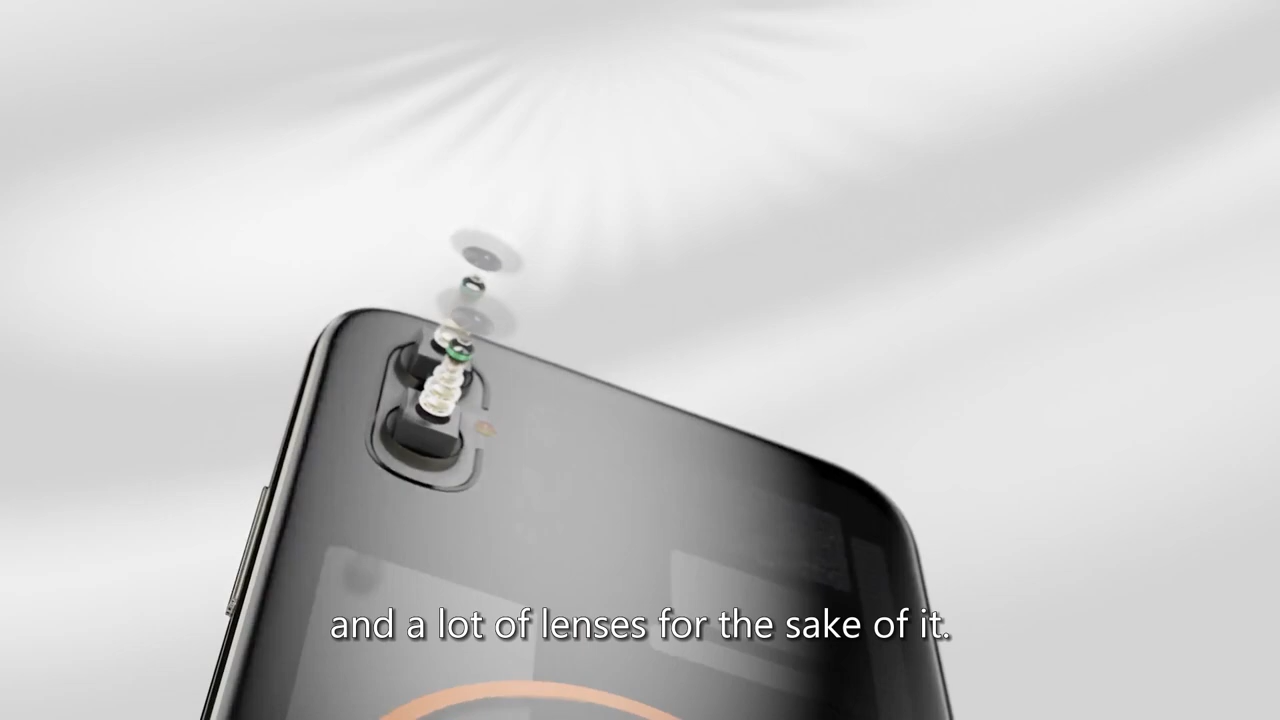 and a lot of lenses for the sake of it.